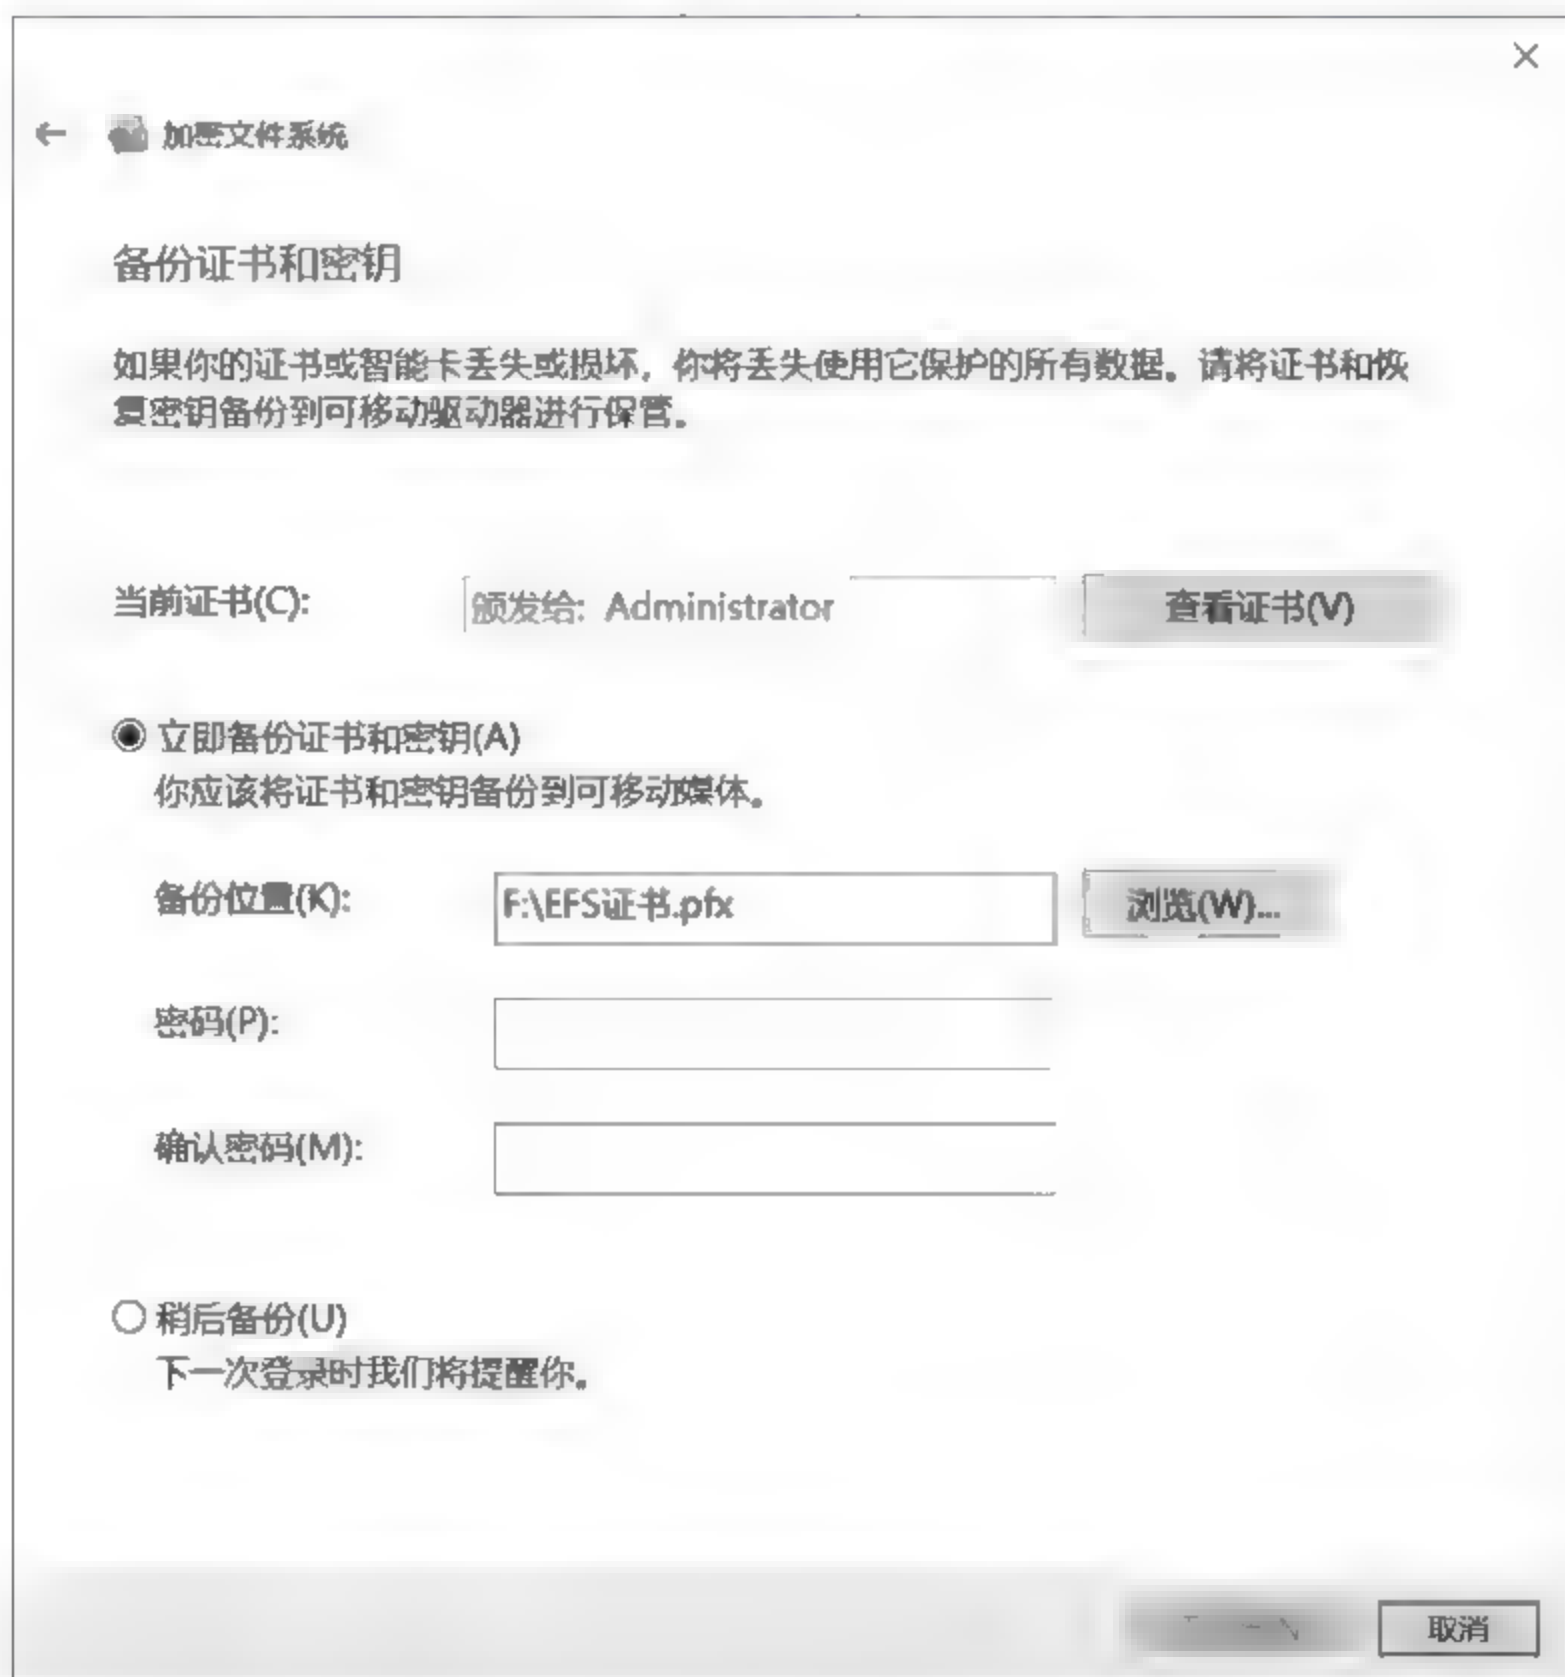 加密文件系统
备份证书和密钥
如果你的证书或智能卡丢失或损坏，你将丢失使用它保护的所有数据。请将证书和恢
复密钥备份到可移动驱动器进行保管。
当前证书(C): 颁发给: Administrator 查看证书(V)
立即备份证书和密钥(A)
你应该将证书和密钥备份到可移动媒体。
备份位置(K): F:\EFS证书.pfx 浏览(W)...
密码(P):
确认密码(M):
稍后备份(U)
下一次登录时我们将提醒你。
取消